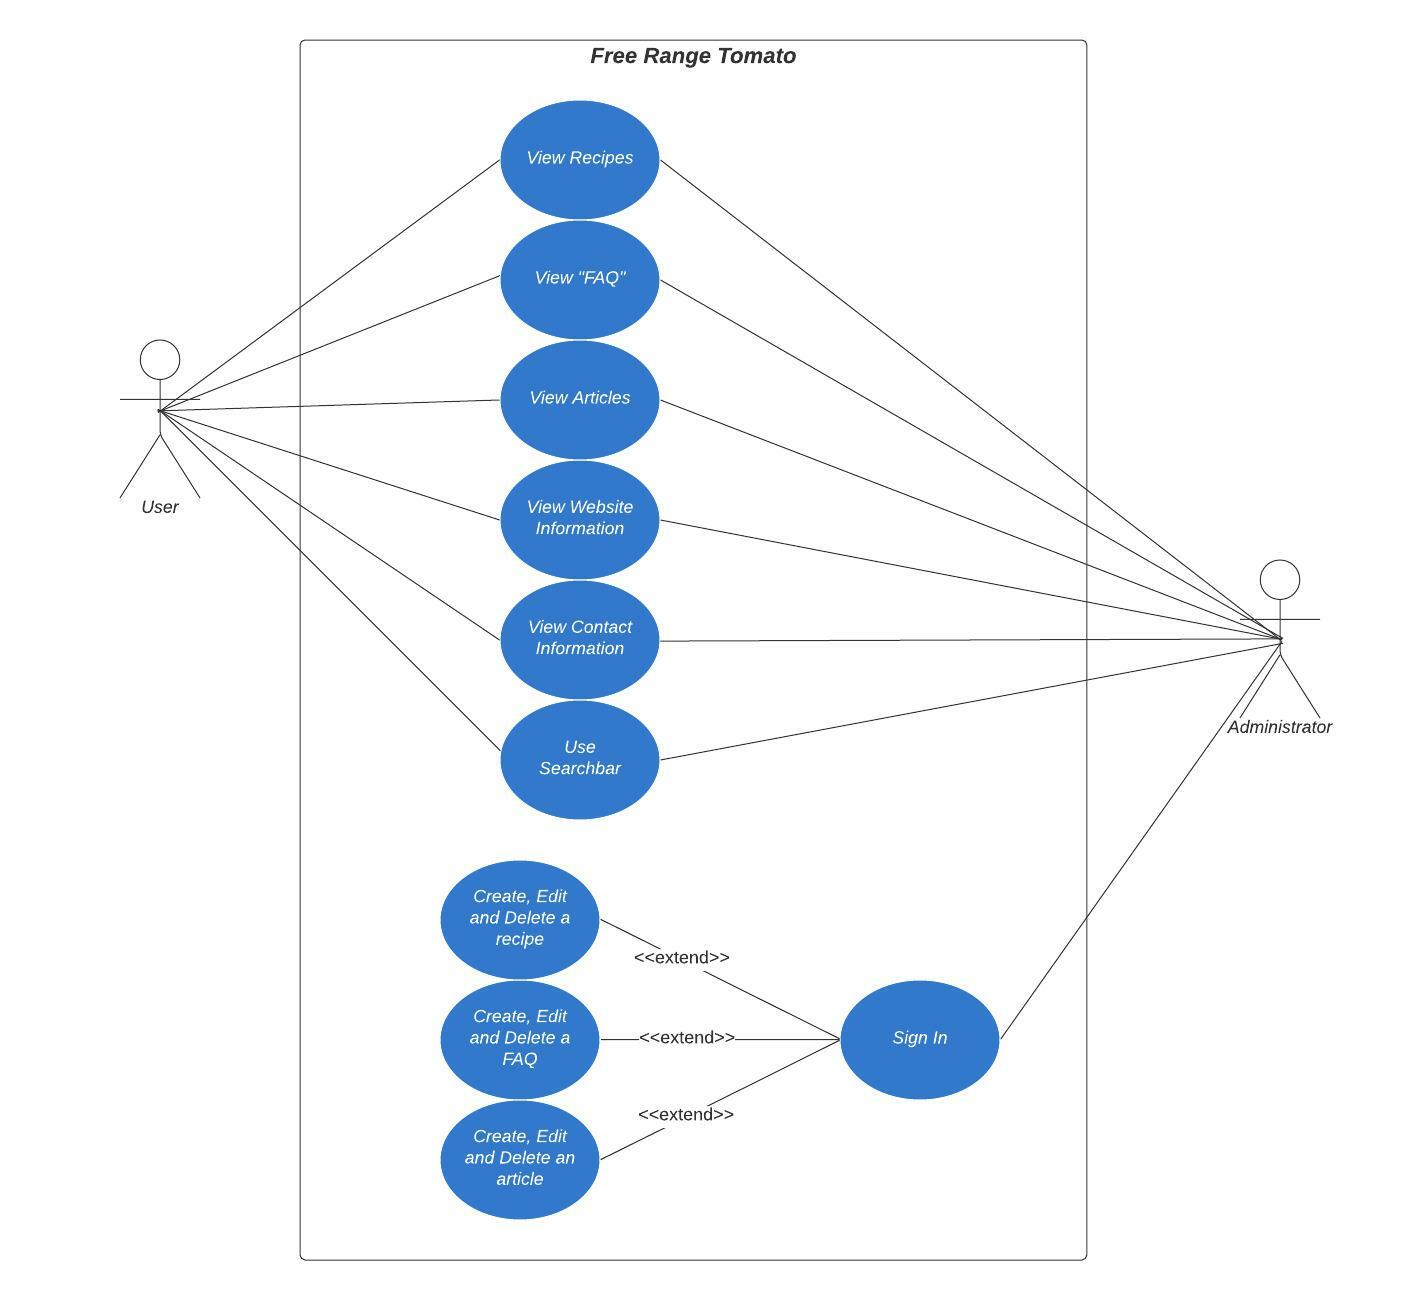 Free Range Tomato
View Recipes
View "FAQ"
View Articles
View Website
Information
View Contact
Information
Use
Searchbar
User
Administrator
Create, Edit
and Delete a
recipe
<<extend>>
Create, Edit
and Delete a
FAQ
<<extend>>
Sign In
Create, Edit
and Delete an
article
<<extend>>